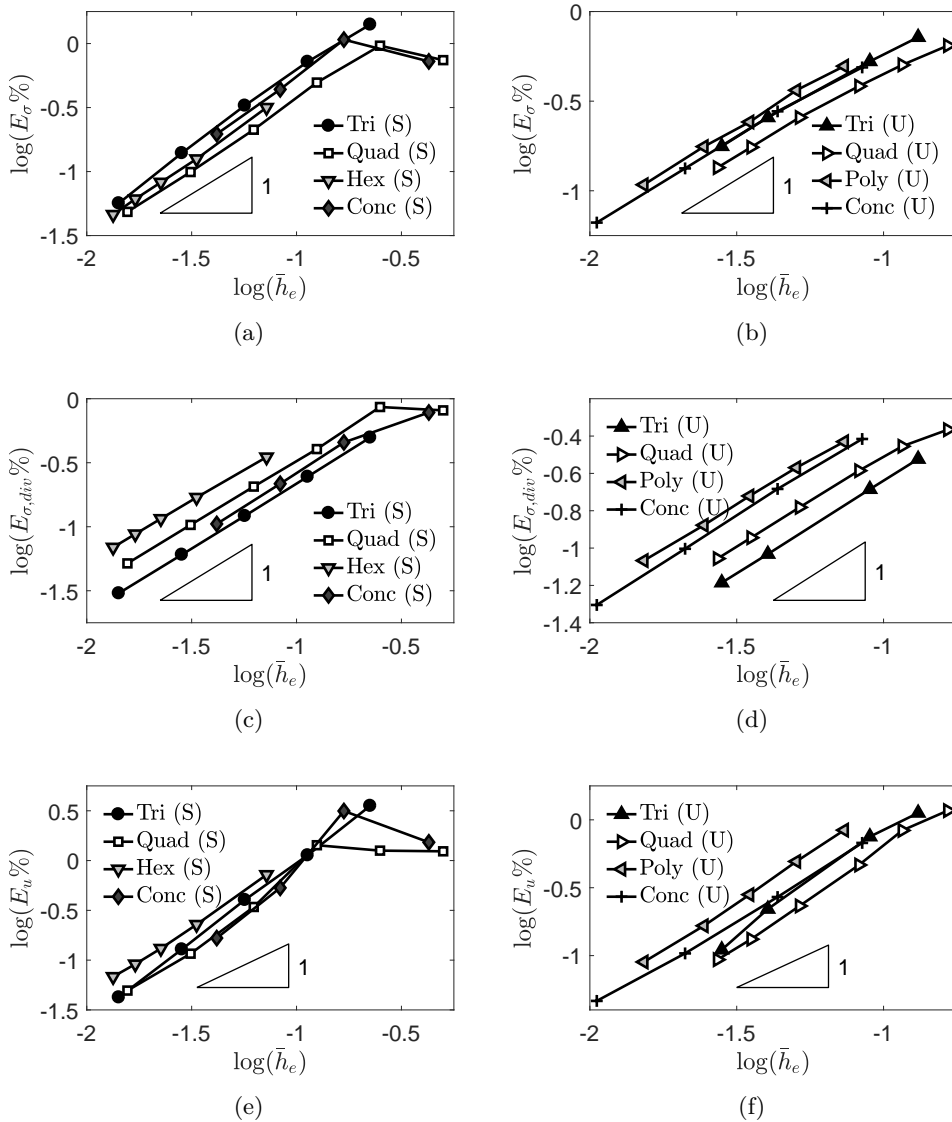 0
-0.5
-1
-1.5
log(E_σ%)
Tri (S)
Quad (S)
Hex (S)
Conc (S)
1
-2
-1.5
-1
-0.5
log(h̄_e)
(a)
0
-0.5
-1
log(E_σ%)
Tri (U)
Quad (U)
Poly (U)
Conc (U)
1
-2
-1.5
-1
log(h̄_e)
(b)
0
-0.5
-1
-1.5
log(E_σ,div%)
Tri (S)
Quad (S)
Hex (S)
Conc (S)
1
-2
-1.5
-1
-0.5
log(h̄_e)
(c)
-0.4
-0.6
-0.8
-1
-1.2
-1.4
log(E_σ,div%)
Tri (U)
Quad (U)
Poly (U)
Conc (U)
1
-2
-1.5
-1
log(h̄_e)
(d)
0.5
0
-0.5
-1
-1.5
log(E_u%)
Tri (S)
Quad (S)
Hex (S)
Conc (S)
1
-2
-1.5
-1
-0.5
log(h̄_e)
(e)
0
-0.5
-1
log(E_u%)
Tri (U)
Quad (U)
Poly (U)
Conc (U)
1
-2
-1.5
-1
log(h̄_e)
(f)